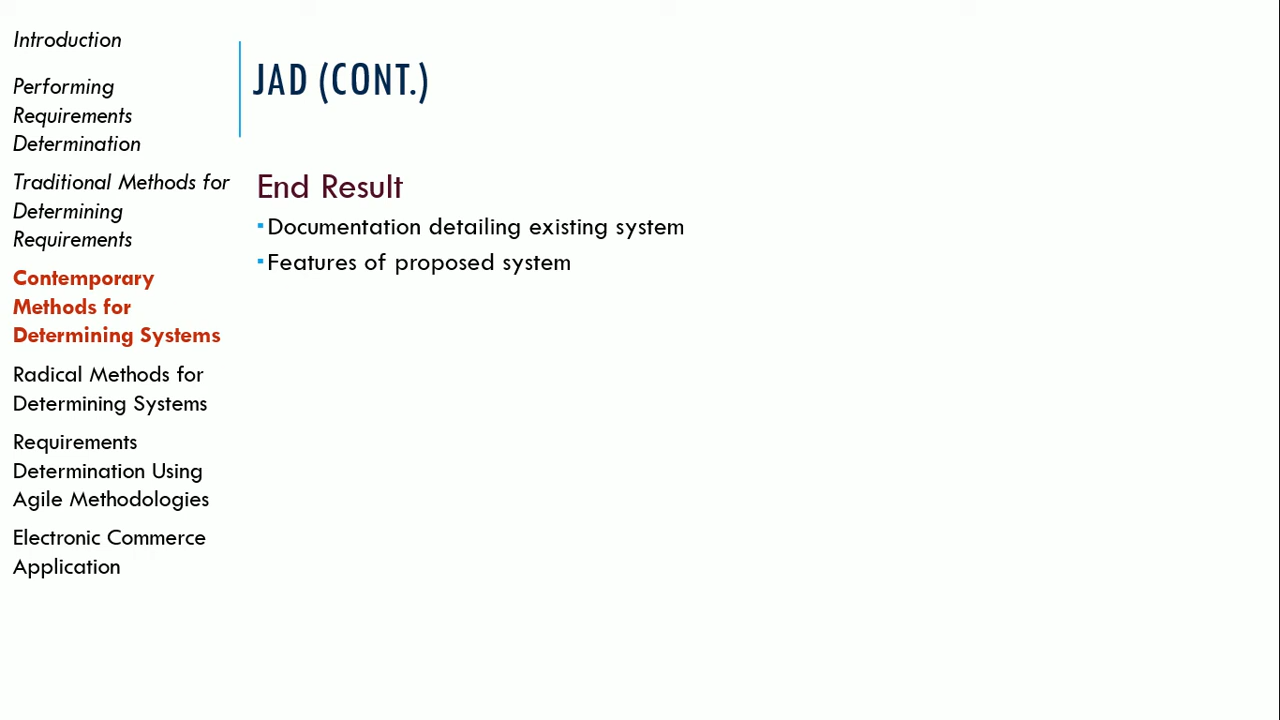 Introduction
Performing
Requirements
Determination
Traditional Methods for
Determining
Requirements
Contemporary
Methods for
Determining Systems
Radical Methods for
Determining Systems
Requirements
Determination Using
Agile Methodologies
Electronic Commerce
Application
JAD (CONT.)
End Result
▪Documentation detailing existing system
▪Features of proposed system